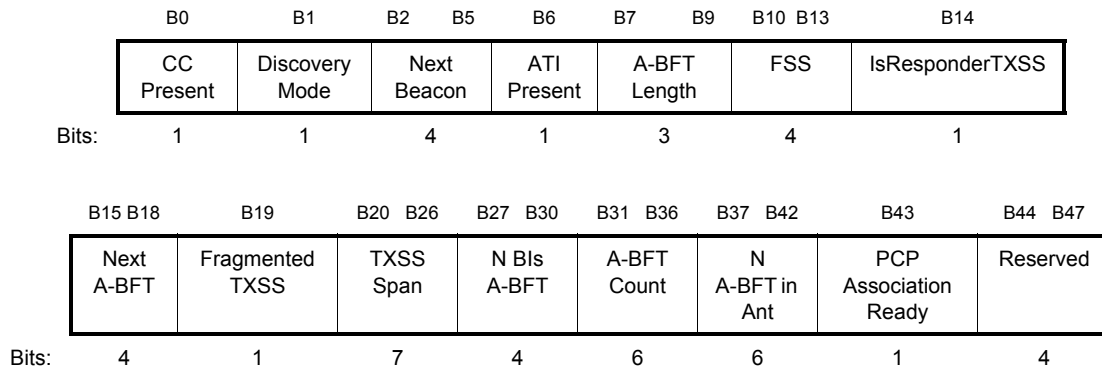 B0 B1 B2 B5 B6 B7 B9 B10 B13 B14
CC Present Discovery Mode Next Beacon ATI Present A-BFT Length FSS IsResponderTXSS
Bits: 1 1 4 1 3 4 1
B15 B18 B19 B20 B26 B27 B30 B31 B36 B37 B42 B43 B44 B47
Next A-BFT Fragmented TXSS TXSS Span N BIs A-BFT A-BFT Count N A-BFT in Ant PCP Association Ready Reserved
Bits: 4 1 7 4 6 6 1 4